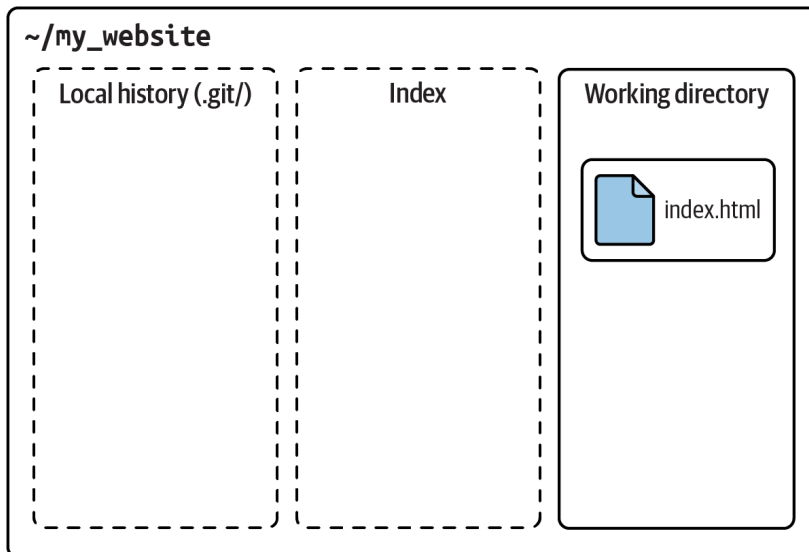 ~/my_website
Local history (.git/)
Index
Working directory
index.html